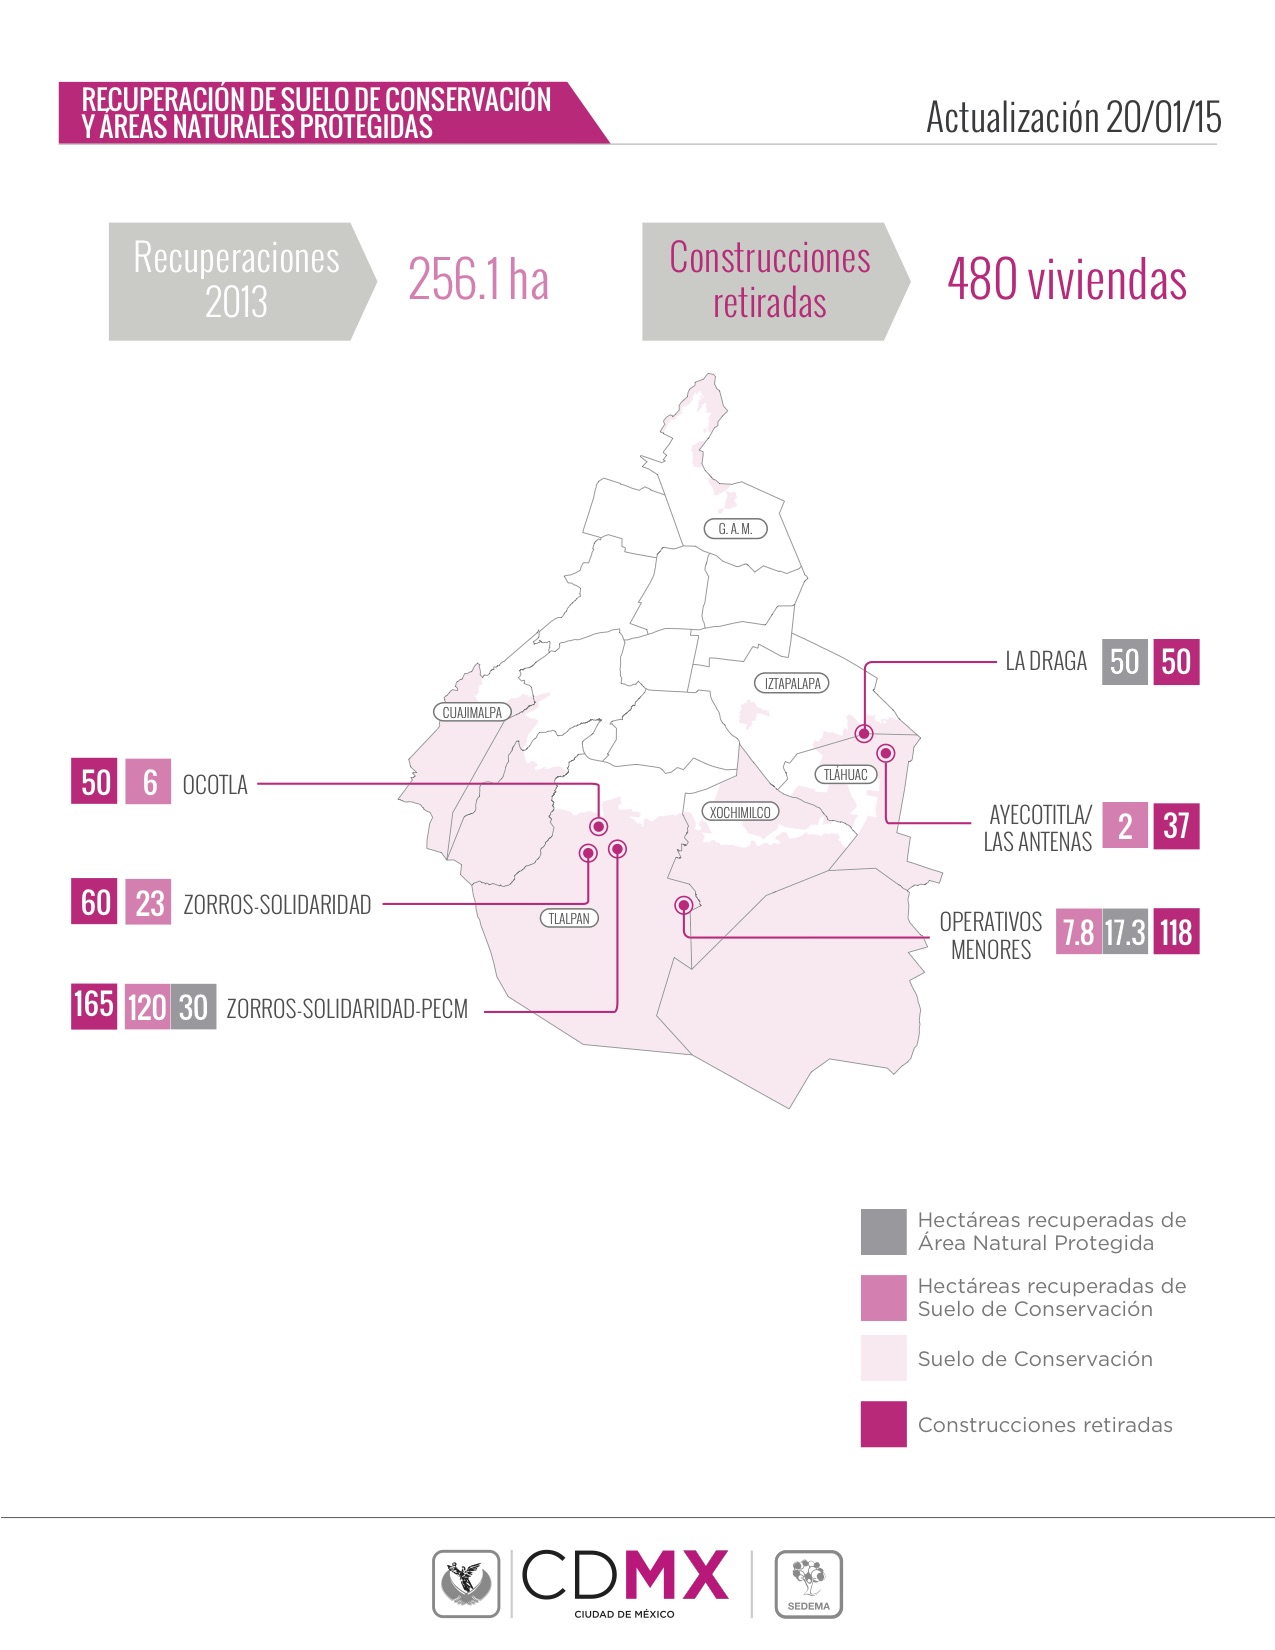 RECUPERACIÓN DE SUELO DE CONSERVACIÓN
Y ÁREAS NATURALES PROTEGIDAS
Actualización 20/01/15
Recuperaciones
2013
256.1 ha
Construcciones
retiradas
480 viviendas
G. A. M.
IZTAPALAPA
CUAJIMALPA
TLÁHUAC
XOCHIMILCO
TLALPAN
LA DRAGA 50 50
50 6 OCOTLA
AYECOTITLA/
LAS ANTENAS
2 37
60 23 ZORROS-SOLIDARIDAD
OPERATIVOS
MENORES
7.8 17.3 118
165 120 30 ZORROS-SOLIDARIDAD-PECM
Hectáreas recuperadas de
Área Natural Protegida
Hectáreas recuperadas de
Suelo de Conservación
Suelo de Conservación
Construcciones retiradas
CDMX
CIUDAD DE MÉXICO
SEDEMA